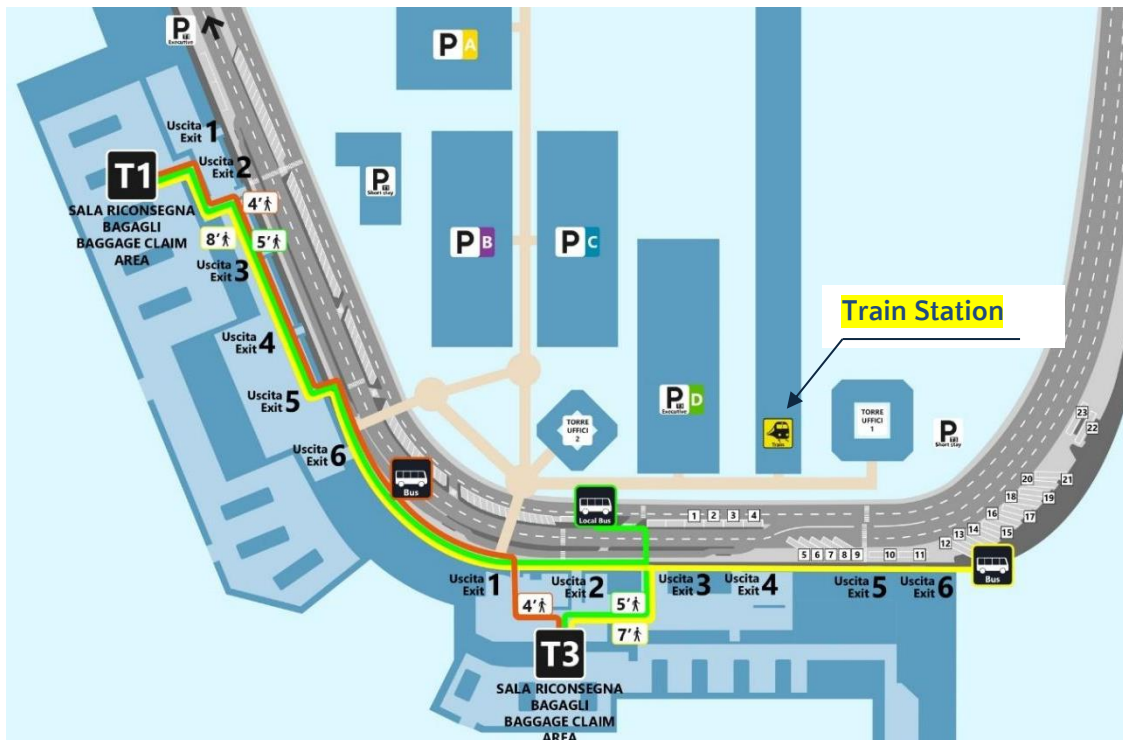 P
Executive
P A
Uscita
Exit 1
Uscita
Exit 2
T1
SALA RICONSEGNA
BAGAGLI
BAGGAGE CLAIM
AREA
4'
8'
5'
Uscita
Exit 3
Uscita
Exit 4
Uscita
Exit 5
Uscita
Exit 6
P
Short stay
P B
P C
Train Station
P D
Executive
TORRE
UFFICI
2
Train
TORRE
UFFICI
1
P
Short stay
Bus
Local Bus
1 2 3 4
5 6 7 8 9
10 11
12
13
14
15
16
17
18
19
20
21
22
23
Bus
Uscita
Exit 1
Uscita
Exit 2
Uscita
Exit 3
Uscita
Exit 4
Uscita
Exit 5
Uscita
Exit 6
4'
5'
7'
T3
SALA RICONSEGNA
BAGAGLI
BAGGAGE CLAIM
AREA